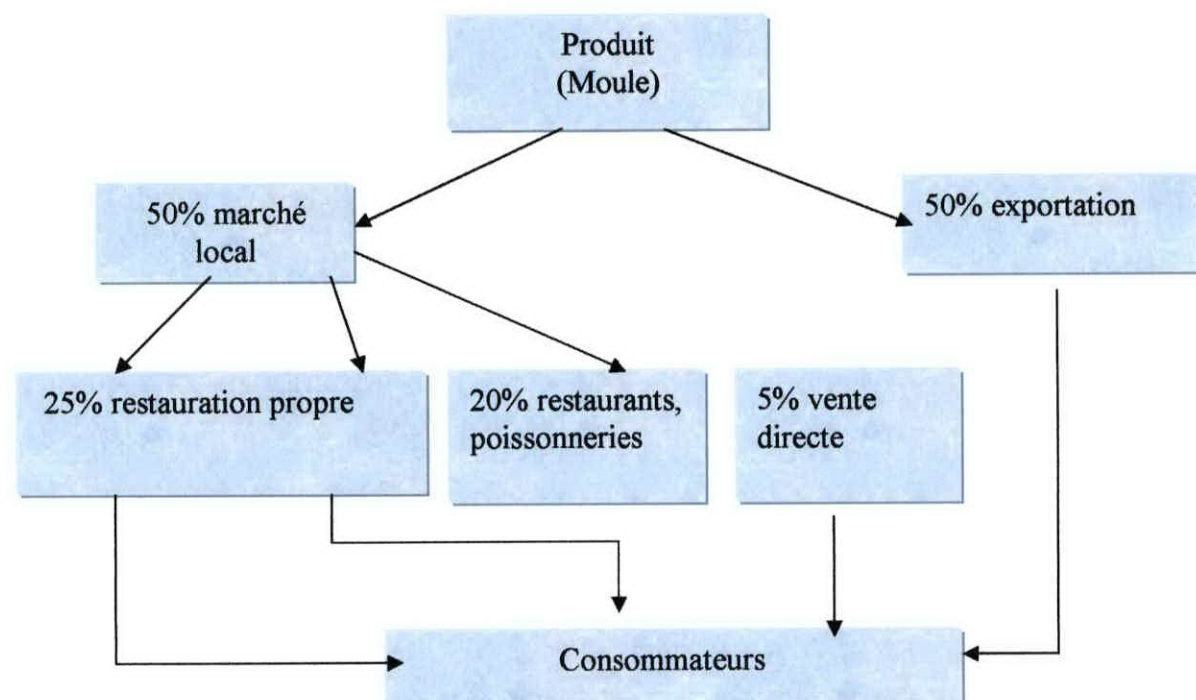 Produit
(Moule)
50% marché
local
50% exportation
25% restauration propre
20% restaurants,
poissonneries
5% vente
directe
Consommateurs